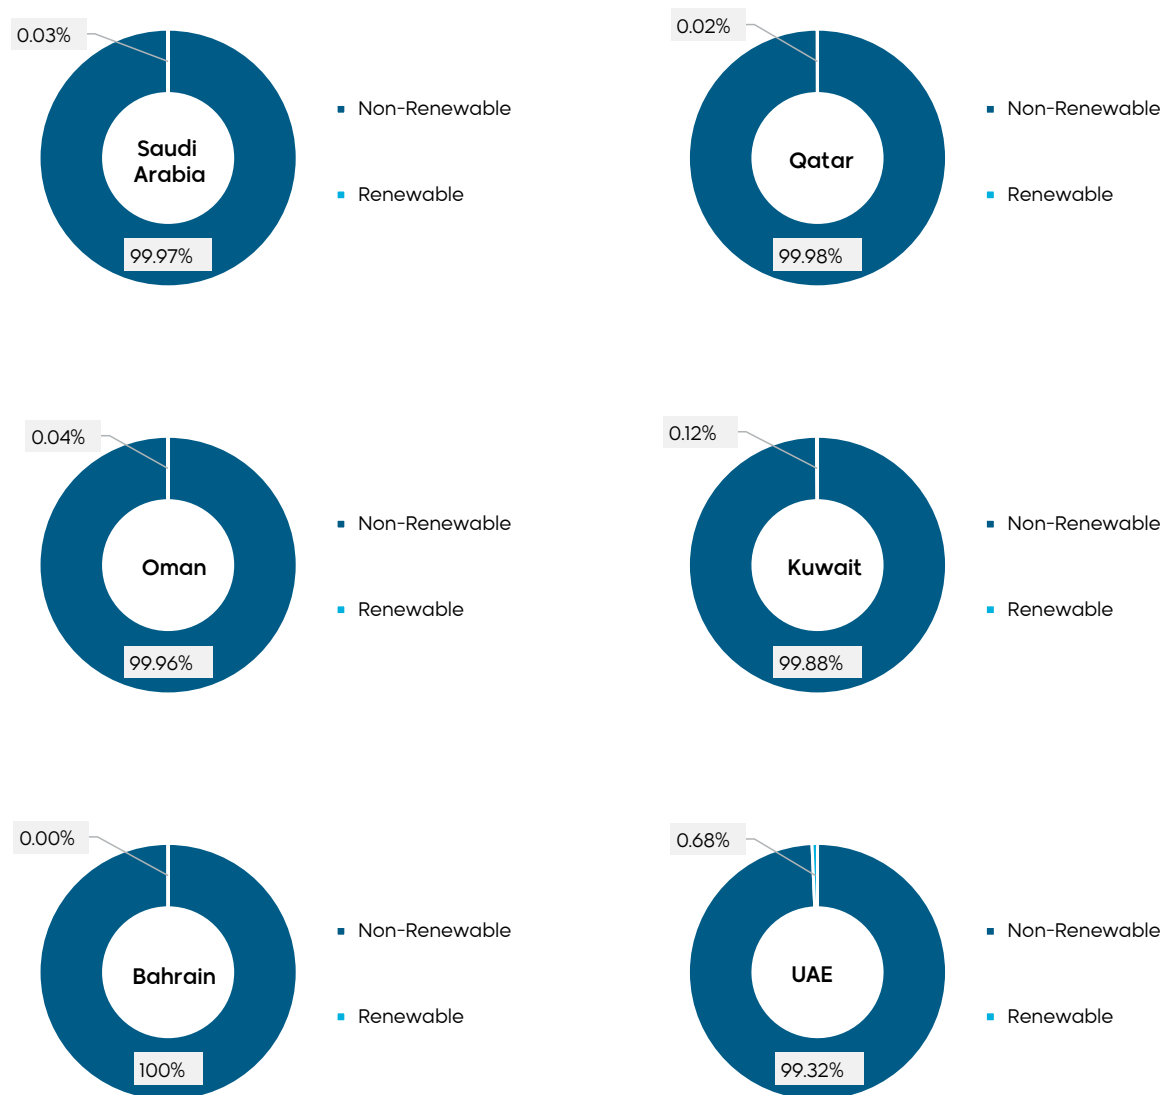 0.03%
Saudi
Arabia
99.97%
Non-Renewable
Renewable
0.02%
Qatar
99.98%
Non-Renewable
Renewable
0.04%
Oman
99.96%
Non-Renewable
Renewable
0.12%
Kuwait
99.88%
Non-Renewable
Renewable
0.00%
Bahrain
100%
Non-Renewable
Renewable
0.68%
UAE
99.32%
Non-Renewable
Renewable